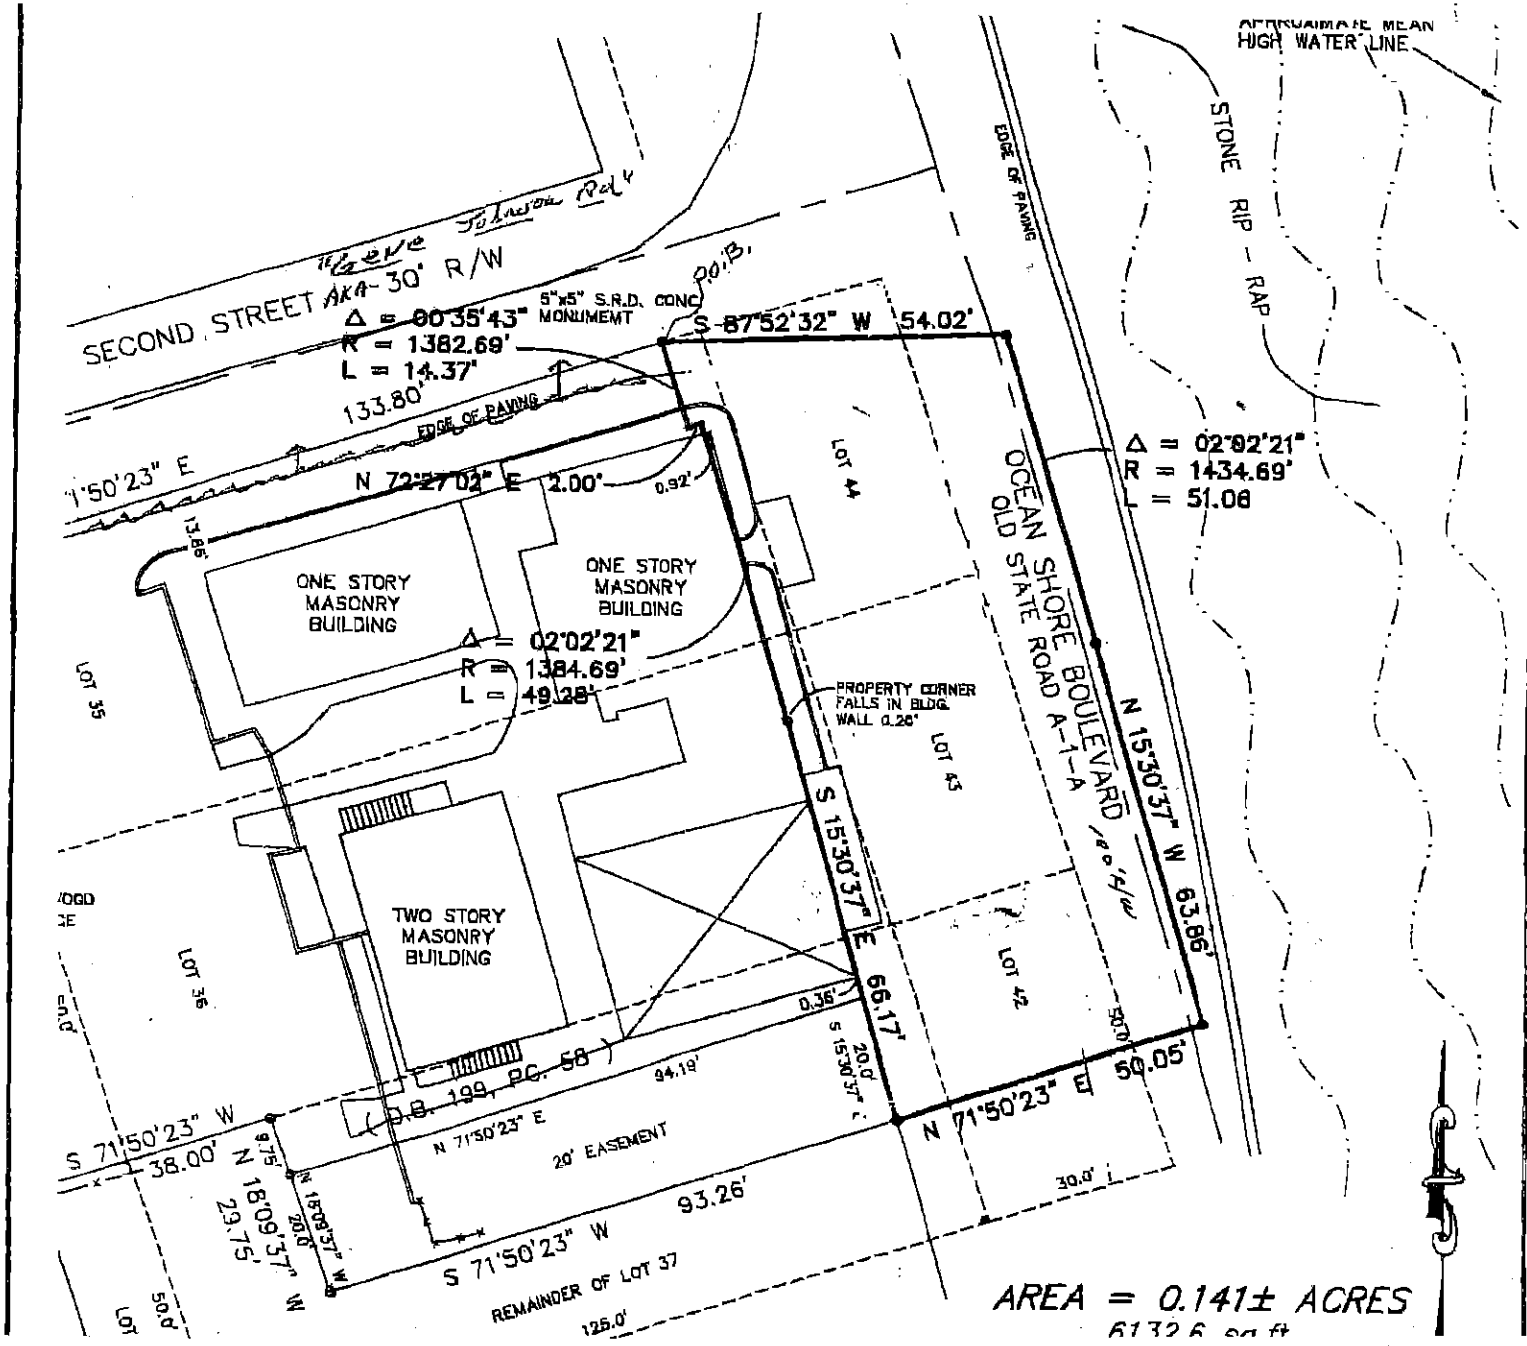 APPROXIMATE MEAN
HIGH WATER LINE
STONE RIP-RAP
EDGE OF PAVING
"Gene Johnson Rd."
SECOND STREET AKA- 30' R/W
P.O.B.
5"x5" S.R.D. CONC
MONUMEMT
Δ = 00°35'43"
R = 1382.69'
L = 14.37'
133.80'
S 87°52'32" W 54.02'
EDGE OF PAVING
1°50'23" E
N 72°27'02" E 2.00'
0.92'
13.86'
LOT 44
Δ = 02°02'21"
R = 1434.69'
L = 51.06
OCEAN SHORE BOULEVARD
OLD STATE ROAD A-1-A
100' R/W
ONE STORY
MASONRY
BUILDING
ONE STORY
MASONRY
BUILDING
Δ = 02°02'21"
R = 1384.69'
L = 49.28'
LOT 35
PROPERTY CORNER
FALLS IN BLDG.
WALL 0.26'
LOT 43
N 15°30'37" W 63.86'
S 15°30'37" E 66.17'
TWO STORY
MASONRY
BUILDING
LOT 36
LOT 42
0.36'
20.0'
S 15°30'37" E
50.0'
N 71°50'23" E 50.05'
(D.B. 199, PG. 58)
94.19'
N 71°50'23" E
20' EASEMENT
S 71°50'23" W
38.00'
9.75'
N 18°09'37" W
20.0'
N 18°09'37" W
29.75'
93.26'
S 71°50'23" W
30.0'
REMAINDER OF LOT 37
125.0'
50.0'
LOT
AREA = 0.141± ACRES
6132.6 sq ft